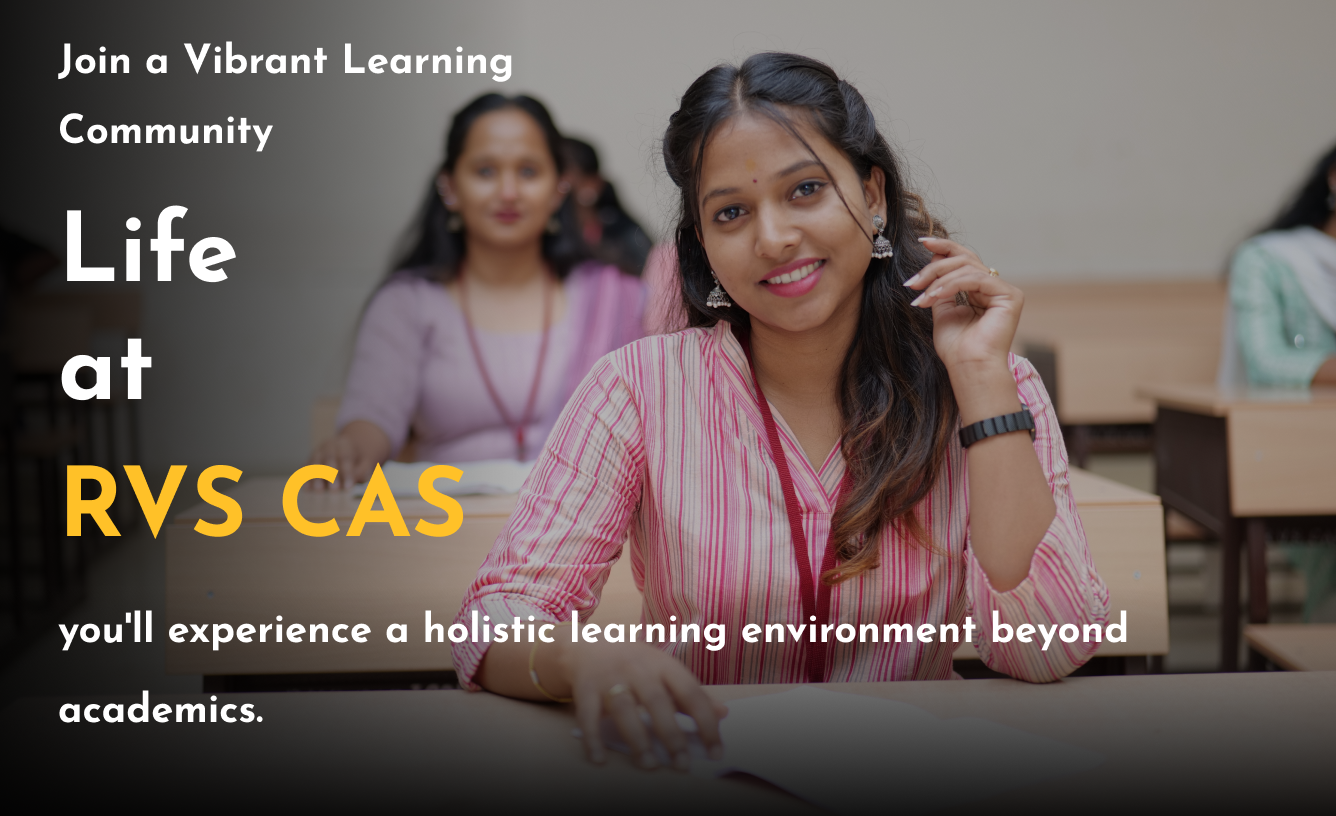 Join a Vibrant Learning
Community
Life
at
RVS CAS
you'll experience a holistic learning environment beyond
academics.